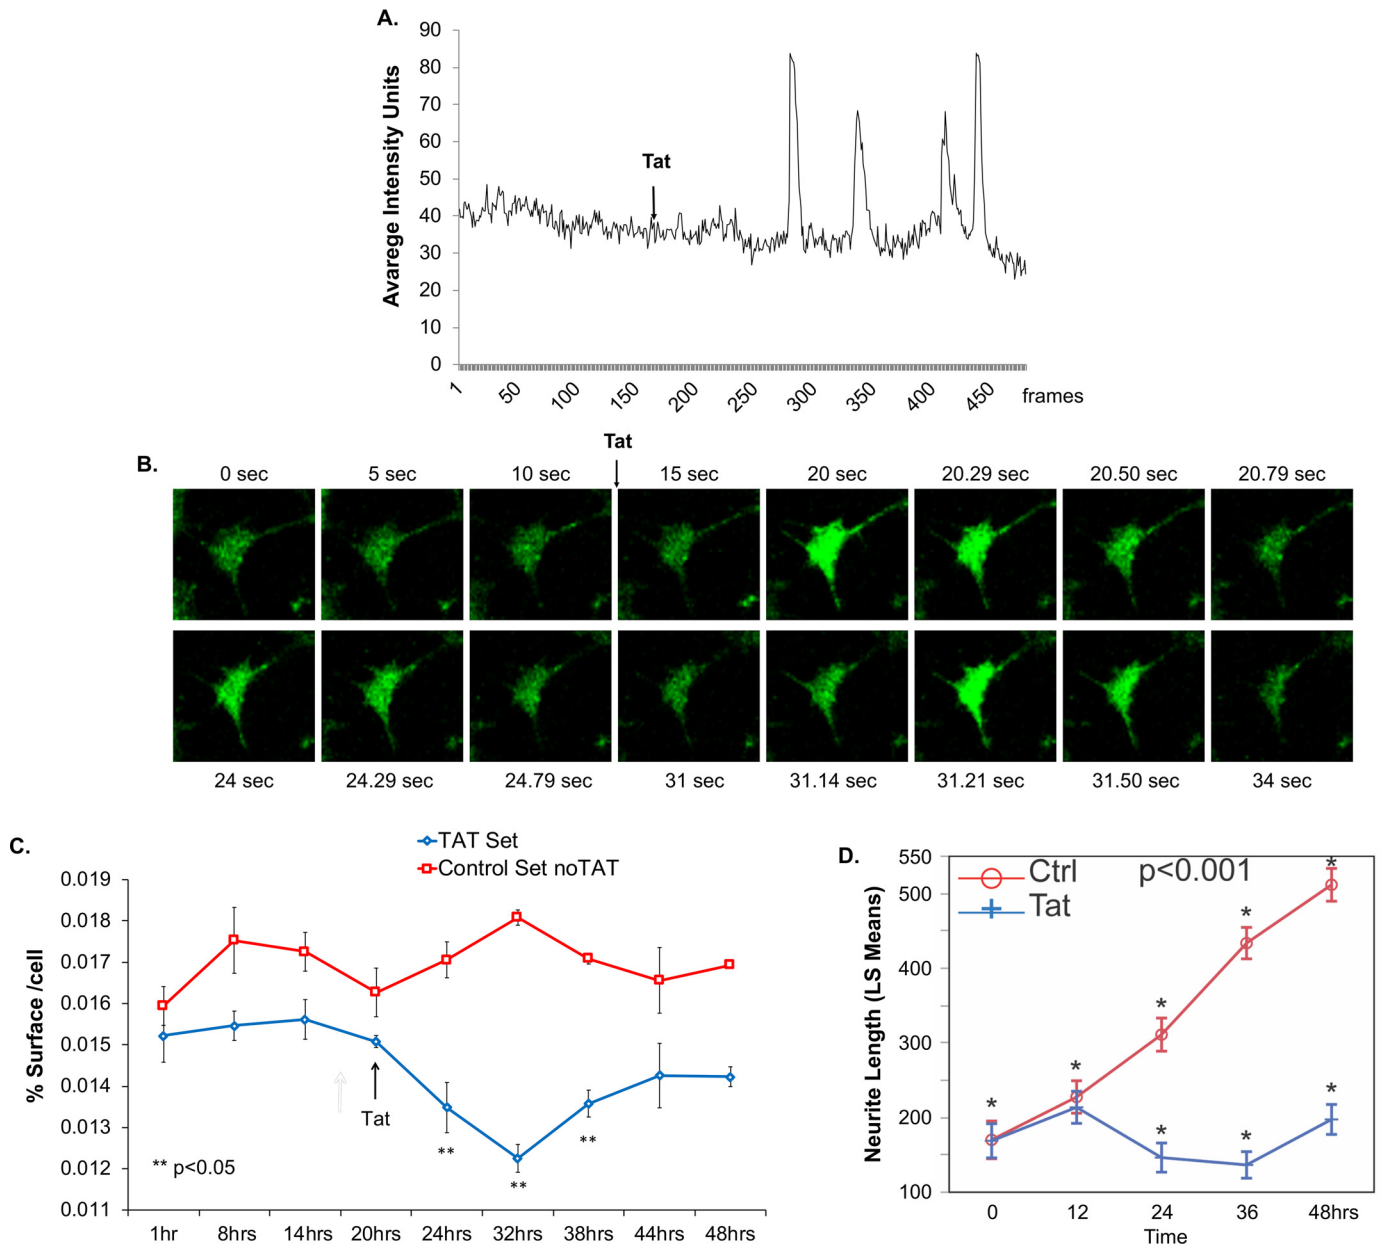 A.
90
80
70
60
50
40
30
20
10
0
Avarege Intensity Units
Tat
1
50
100
150
200
250
300
350
400
450
frames
B.
Tat
0 sec
5 sec
10 sec
15 sec
20 sec
20.29 sec
20.50 sec
20.79 sec
24 sec
24.29 sec
24.79 sec
31 sec
31.14 sec
31.21 sec
31.50 sec
34 sec
C.
TAT Set
Control Set noTAT
0.019
0.018
0.017
0.016
0.015
0.014
0.013
0.012
0.011
% Surface /cell
Tat
**
**
**
** p<0.05
1hr
8hrs
14hrs
20hrs
24hrs
32hrs
38hrs
44hrs
48hrs
D.
550
500
400
300
200
100
Neurite Length (LS Means)
Ctrl
Tat
p<0.001
*
*
*
*
*
*
*
*
0
12
24
36
48hrs
Time